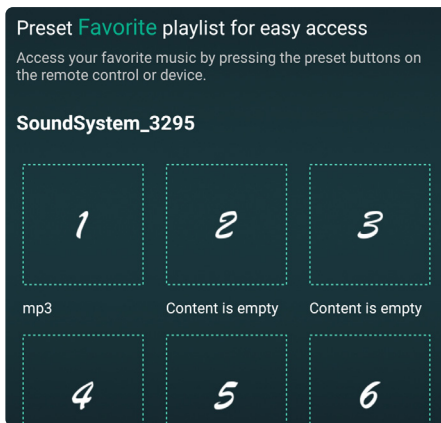 Preset Favorite playlist for easy access
Access your favorite music by pressing the preset buttons on
the remote control or device.
SoundSystem_3295
1 2 3
mp3 Content is empty Content is empty
4 5 6